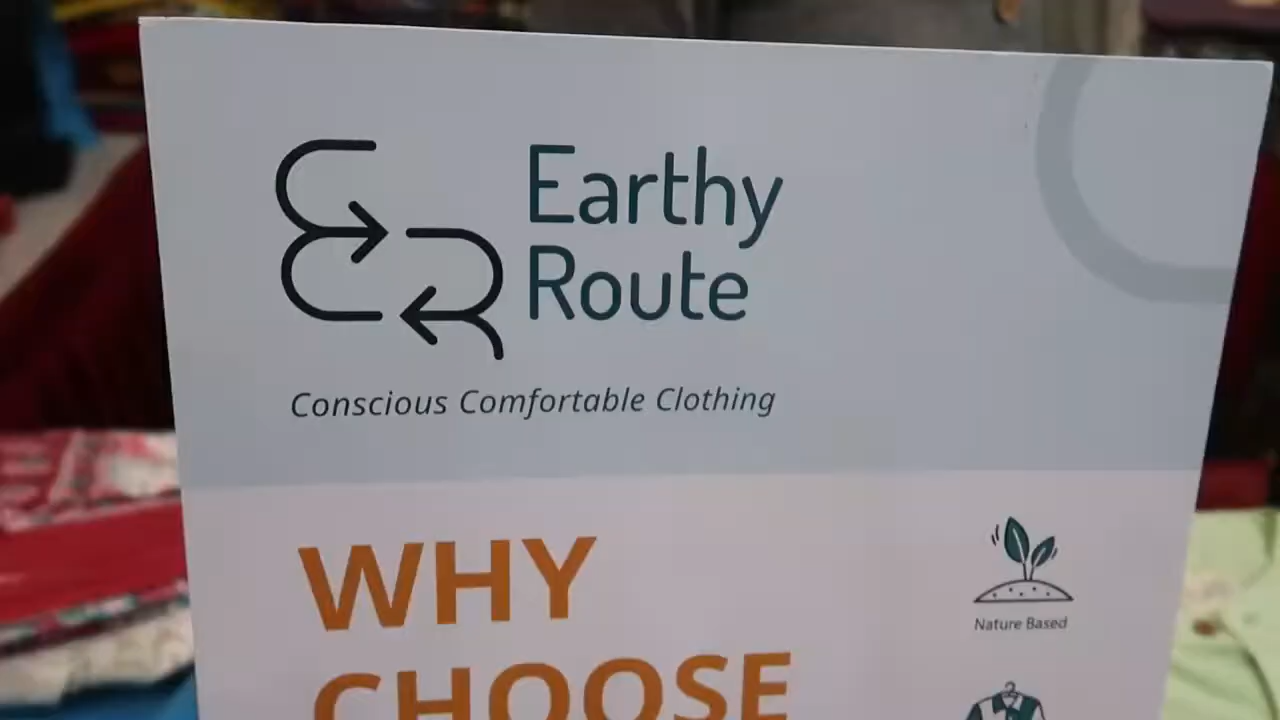 Earthy
Route
Conscious Comfortable Clothing
WHY
CHOOSE
Nature Based